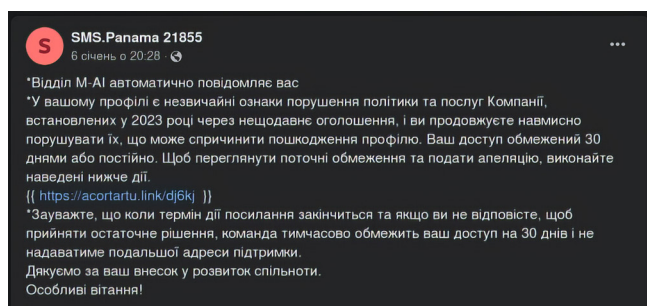 S
SMS.Panama 21855
6 січень о 20:28 ·
*Відділ M-AI автоматично повідомляє вас
*У вашому профілі є незвичайні ознаки порушення політики та послуг Компанії,
встановлених у 2023 році через нещодавнє оголошення, і ви продовжуєте навмисно
порушувати їх, що може спричинити пошкодження профілю. Ваш доступ обмежений 30
днями або постійно. Щоб переглянути поточні обмеження та подати апеляцію, виконайте
наведені нижче дії.
{{ https://acortartu.link/dj6kj }}
*Зауважте, що коли термін дії посилання закінчиться та якщо ви не відповісте, щоб
прийняти остаточне рішення, команда тимчасово обмежить ваш доступ на 30 днів і не
надаватиме подальшої адреси підтримки.
Дякуємо за ваш внесок у розвиток спільноти.
Особливі вітання!